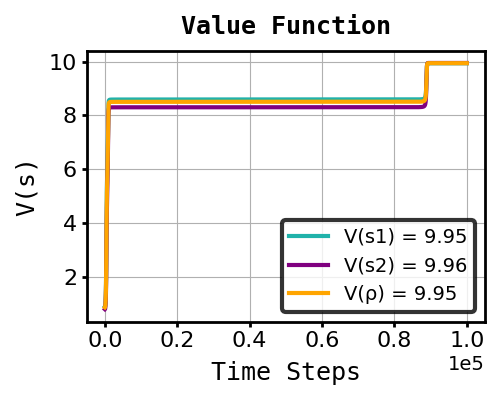 Value Function
V(s)
10
8
6
4
2
V(s1) = 9.95
V(s2) = 9.96
V(ρ) = 9.95
0.0 0.2 0.4 0.6 0.8 1.0
1e5
Time Steps